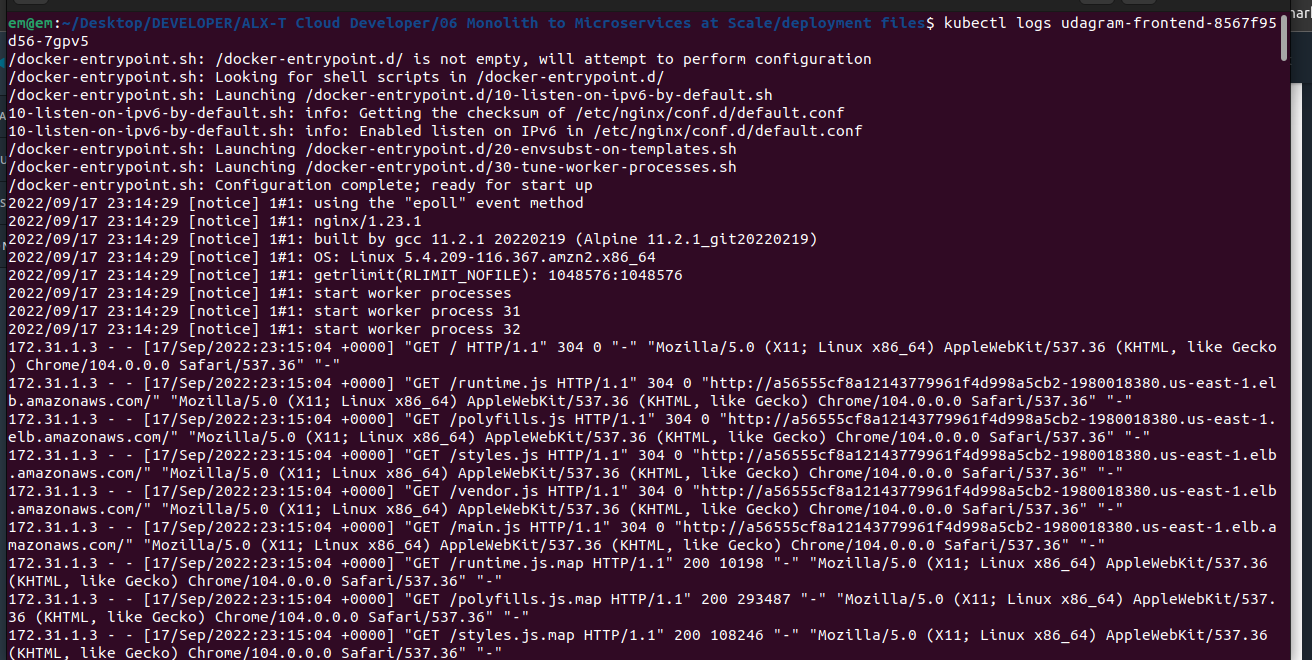 em@em:~/Desktop/DEVELOPER/ALX-T Cloud Developer/06 Monolith to Microservices at Scale/deployment files$ kubectl logs udagram-frontend-8567f95
d56-7gpv5
/docker-entrypoint.sh: /docker-entrypoint.d/ is not empty, will attempt to perform configuration
/docker-entrypoint.sh: Looking for shell scripts in /docker-entrypoint.d/
/docker-entrypoint.sh: Launching /docker-entrypoint.d/10-listen-on-ipv6-by-default.sh
10-listen-on-ipv6-by-default.sh: info: Getting the checksum of /etc/nginx/conf.d/default.conf
10-listen-on-ipv6-by-default.sh: info: Enabled listen on IPv6 in /etc/nginx/conf.d/default.conf
/docker-entrypoint.sh: Launching /docker-entrypoint.d/20-envsubst-on-templates.sh
/docker-entrypoint.sh: Launching /docker-entrypoint.d/30-tune-worker-processes.sh
/docker-entrypoint.sh: Configuration complete; ready for start up
2022/09/17 23:14:29 [notice] 1#1: using the "epoll" event method
2022/09/17 23:14:29 [notice] 1#1: nginx/1.23.1
2022/09/17 23:14:29 [notice] 1#1: built by gcc 11.2.1 20220219 (Alpine 11.2.1_git20220219)
2022/09/17 23:14:29 [notice] 1#1: OS: Linux 5.4.209-116.367.amzn2.x86_64
2022/09/17 23:14:29 [notice] 1#1: getrlimit(RLIMIT_NOFILE): 1048576:1048576
2022/09/17 23:14:29 [notice] 1#1: start worker processes
2022/09/17 23:14:29 [notice] 1#1: start worker process 31
2022/09/17 23:14:29 [notice] 1#1: start worker process 32
172.31.1.3 - - [17/Sep/2022:23:15:04 +0000] "GET / HTTP/1.1" 304 0 "-" "Mozilla/5.0 (X11; Linux x86_64) AppleWebKit/537.36 (KHTML, like Gecko
) Chrome/104.0.0.0 Safari/537.36" "-"
172.31.1.3 - - [17/Sep/2022:23:15:04 +0000] "GET /runtime.js HTTP/1.1" 304 0 "http://a56555cf8a12143779961f4d998a5cb2-1980018380.us-east-1.el
b.amazonaws.com/" "Mozilla/5.0 (X11; Linux x86_64) AppleWebKit/537.36 (KHTML, like Gecko) Chrome/104.0.0.0 Safari/537.36" "-"
172.31.1.3 - - [17/Sep/2022:23:15:04 +0000] "GET /polyfills.js HTTP/1.1" 304 0 "http://a56555cf8a12143779961f4d998a5cb2-1980018380.us-east-1.
elb.amazonaws.com/" "Mozilla/5.0 (X11; Linux x86_64) AppleWebKit/537.36 (KHTML, like Gecko) Chrome/104.0.0.0 Safari/537.36" "-"
172.31.1.3 - - [17/Sep/2022:23:15:04 +0000] "GET /styles.js HTTP/1.1" 304 0 "http://a56555cf8a12143779961f4d998a5cb2-1980018380.us-east-1.elb
.amazonaws.com/" "Mozilla/5.0 (X11; Linux x86_64) AppleWebKit/537.36 (KHTML, like Gecko) Chrome/104.0.0.0 Safari/537.36" "-"
172.31.1.3 - - [17/Sep/2022:23:15:04 +0000] "GET /vendor.js HTTP/1.1" 304 0 "http://a56555cf8a12143779961f4d998a5cb2-1980018380.us-east-1.elb
.amazonaws.com/" "Mozilla/5.0 (X11; Linux x86_64) AppleWebKit/537.36 (KHTML, like Gecko) Chrome/104.0.0.0 Safari/537.36" "-"
172.31.1.3 - - [17/Sep/2022:23:15:04 +0000] "GET /main.js HTTP/1.1" 304 0 "http://a56555cf8a12143779961f4d998a5cb2-1980018380.us-east-1.elb.a
mazonaws.com/" "Mozilla/5.0 (X11; Linux x86_64) AppleWebKit/537.36 (KHTML, like Gecko) Chrome/104.0.0.0 Safari/537.36" "-"
172.31.1.3 - - [17/Sep/2022:23:15:04 +0000] "GET /runtime.js.map HTTP/1.1" 200 10198 "-" "Mozilla/5.0 (X11; Linux x86_64) AppleWebKit/537.36
(KHTML, like Gecko) Chrome/104.0.0.0 Safari/537.36" "-"
172.31.1.3 - - [17/Sep/2022:23:15:04 +0000] "GET /polyfills.js.map HTTP/1.1" 200 293487 "-" "Mozilla/5.0 (X11; Linux x86_64) AppleWebKit/537.
36 (KHTML, like Gecko) Chrome/104.0.0.0 Safari/537.36" "-"
172.31.1.3 - - [17/Sep/2022:23:15:04 +0000] "GET /styles.js.map HTTP/1.1" 200 108246 "-" "Mozilla/5.0 (X11; Linux x86_64) AppleWebKit/537.36
(KHTML, like Gecko) Chrome/104.0.0.0 Safari/537.36" "-"